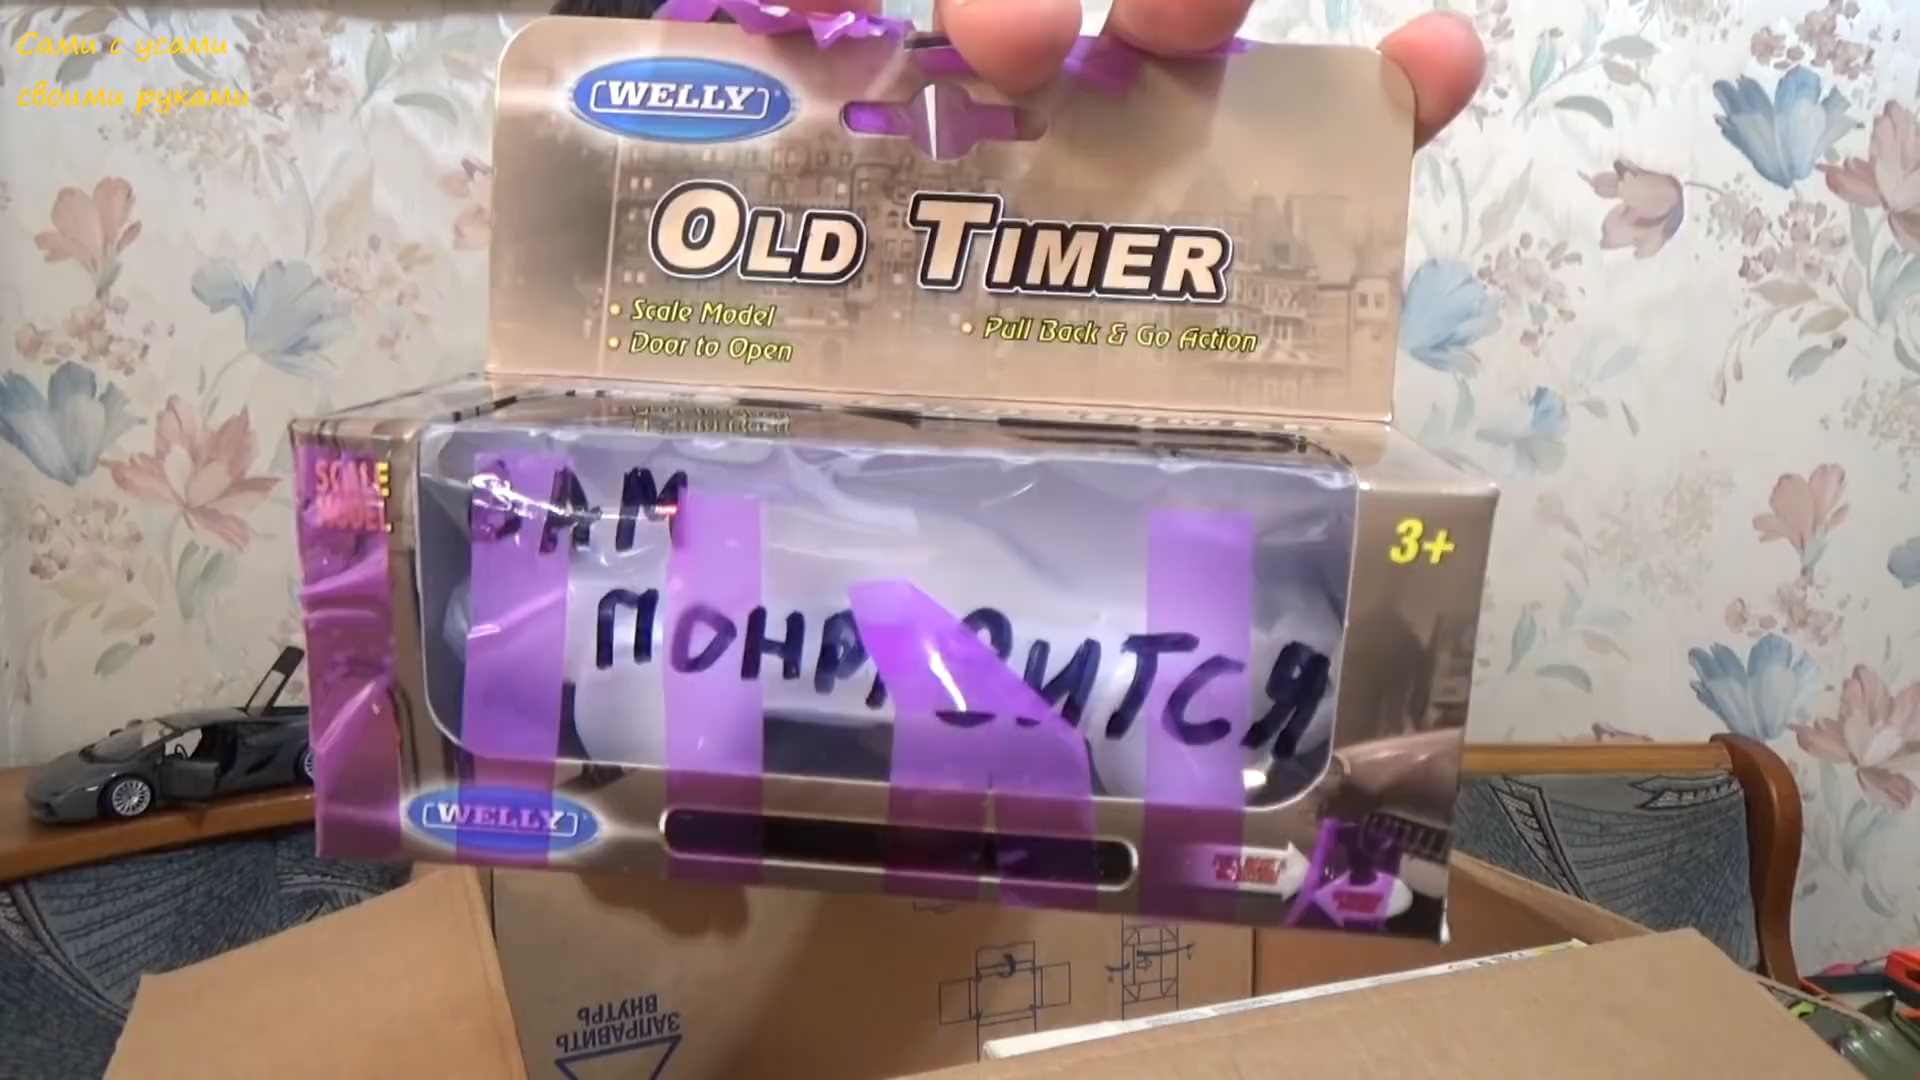 Сами с усами
своими руками
WELLY
OLD TIMER
Scale Model
Door to Open
Pull Back & Go Action
SCALE
MODEL
3+
ВАМ
ПОНРАВИТСЯ
WELLY
ЗАПРАВИТЬ
ВНУТРЬ